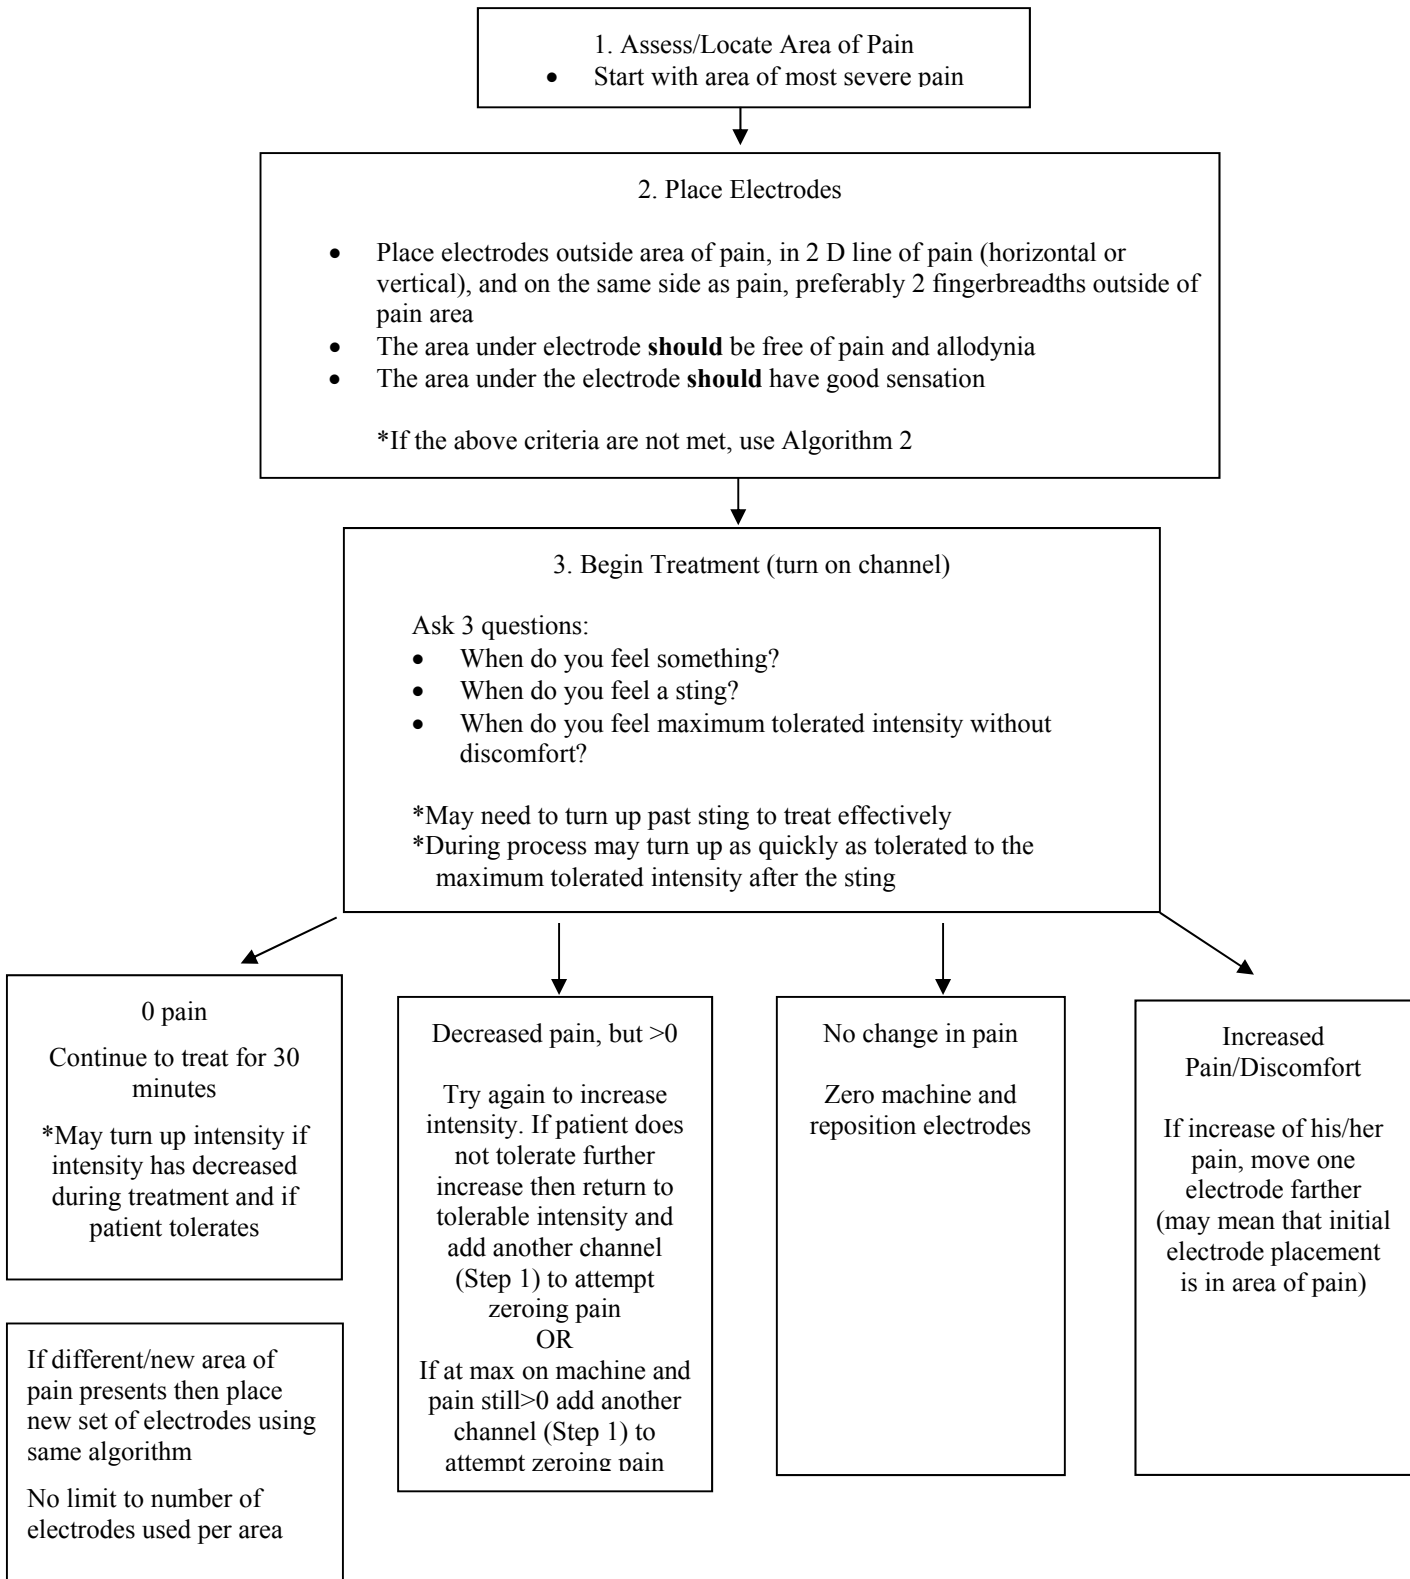 1. Assess/Locate Area of Pain
• Start with area of most severe pain
2. Place Electrodes
• Place electrodes outside area of pain, in 2 D line of pain (horizontal or
vertical), and on the same side as pain, preferably 2 fingerbreadths outside of
pain area
• The area under electrode should be free of pain and allodynia
• The area under the electrode should have good sensation
*If the above criteria are not met, use Algorithm 2
3. Begin Treatment (turn on channel)
Ask 3 questions:
• When do you feel something?
• When do you feel a sting?
• When do you feel maximum tolerated intensity without
discomfort?
*May need to turn up past sting to treat effectively
*During process may turn up as quickly as tolerated to the
maximum tolerated intensity after the sting
0 pain
Continue to treat for 30
minutes
*May turn up intensity if
intensity has decreased
during treatment and if
patient tolerates
If different/new area of
pain presents then place
new set of electrodes using
same algorithm
No limit to number of
electrodes used per area
Decreased pain, but >0
Try again to increase
intensity. If patient does
not tolerate further
increase then return to
tolerable intensity and
add another channel
(Step 1) to attempt
zeroing pain
OR
If at max on machine and
pain still>0 add another
channel (Step 1) to
attempt zeroing pain
No change in pain
Zero machine and
reposition electrodes
Increased
Pain/Discomfort
If increase of his/her
pain, move one
electrode farther
(may mean that initial
electrode placement
is in area of pain)